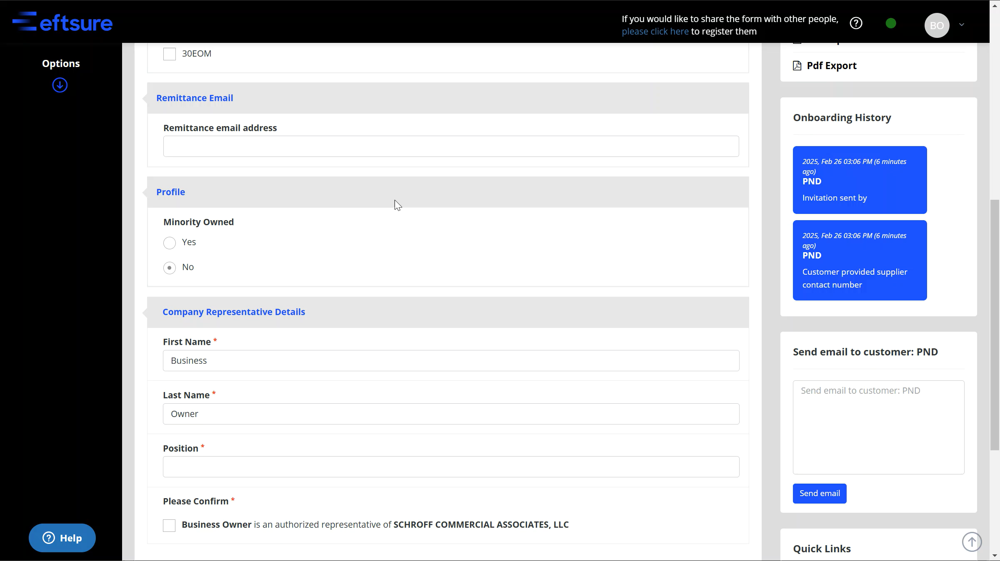 eftsure
If you would like to share the form with other people,
please click here to register them
BO
Options
30EOM
Remittance Email
Remittance email address
Profile
Minority Owned
Yes
No
Company Representative Details
First Name *
Business
Last Name *
Owner
Position *
Please Confirm *
Business Owner is an authorized representative of SCHROFF COMMERCIAL ASSOCIATES, LLC
Pdf Export
Onboarding History
2025, Feb 26 03:06 PM (6 minutes
ago)
PND
Invitation sent by
2025, Feb 26 03:06 PM (6 minutes
ago)
PND
Customer provided supplier
contact number
Send email to customer: PND
Send email to customer: PND
Send email
Quick Links
Help